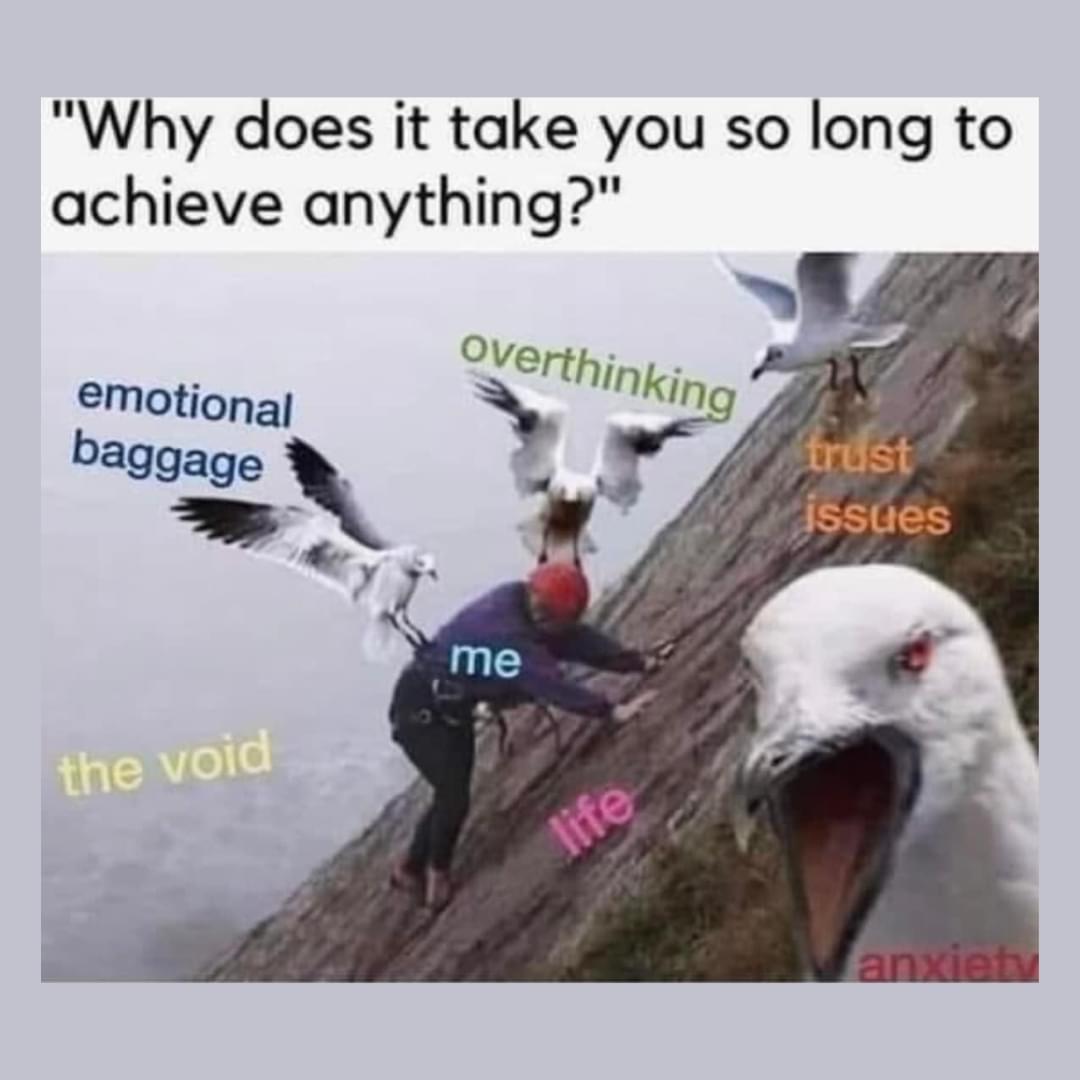 "Why does it take you so long to
achieve anything?"
overthinking
emotional
baggage
trust
issues
me
the void
life
anxiety